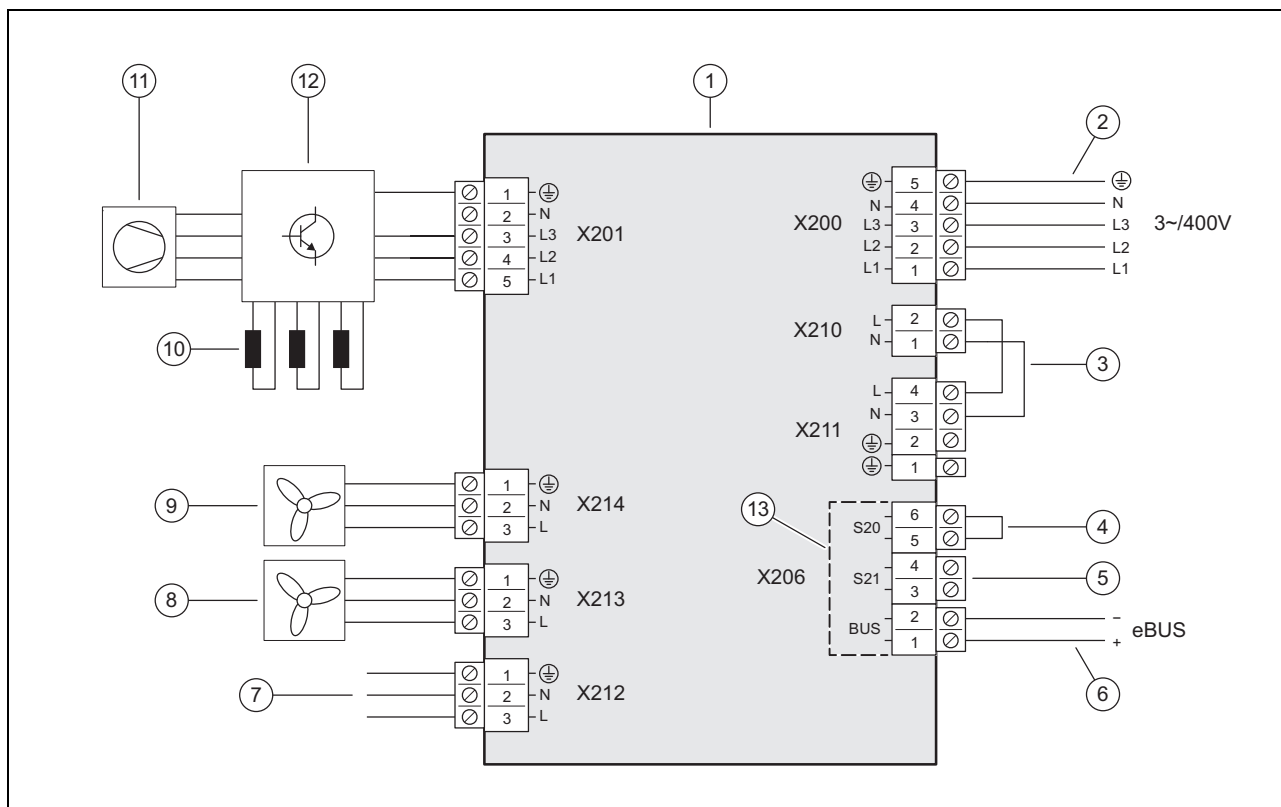 11
12
1
2
X201
1 ⏚
2 N
3 L3
4 L2
5 L1
X200
⏚ 5 ⏚
N 4 N
L3 3 L3
L2 2 L2
L1 1 L1
3~/400V
10
X210
L 2
N 1
3
X211
L 4
N 3
⏚ 2
⏚ 1
9
X214
1 ⏚
2 N
3 L
13
X206
S20 6
5
4
S21 4
3
5
BUS 2 −
1 +
eBUS
6
8
X213
1 ⏚
2 N
3 L
7
X212
1 ⏚
2 N
3 L